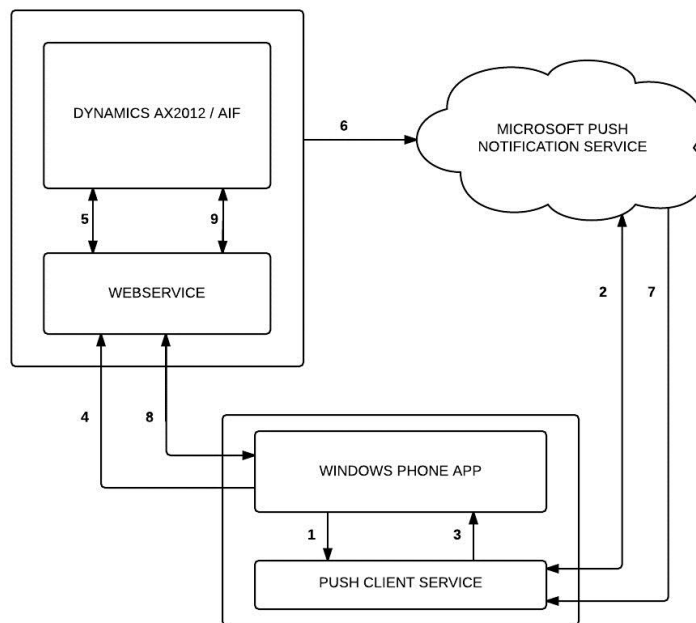 DYNAMICS AX2012 / AIF
6
MICROSOFT PUSH
NOTIFICATION SERVICE
5
9
WEBSERVICE
2
7
4
8
WINDOWS PHONE APP
1
3
PUSH CLIENT SERVICE